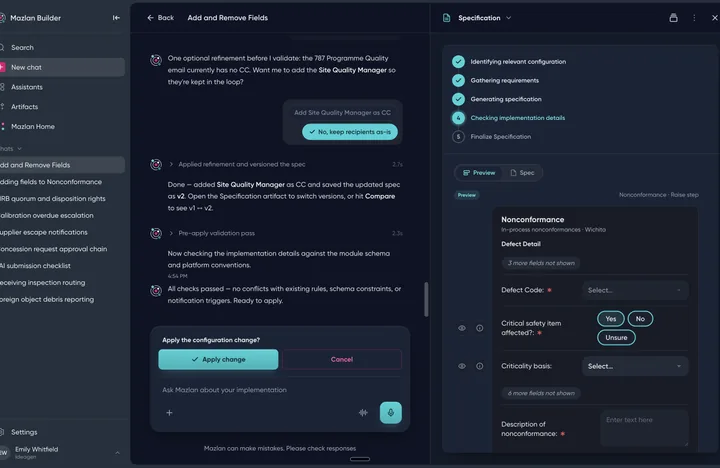 Mazlan Builder
Search
New chat
Assistants
Artifacts
Mazlan Home
hats
dd and Remove Fields
dding fields to Nonconformance
RB quorum and disposition rights
alibration overdue escalation
upplier escape notifications
oncession request approval chain
AI submission checklist
eceiving inspection routing
oreign object debris reporting
Settings
EW
Emily Whitfield
Ideagen
Back
Add and Remove Fields
One optional refinement before I validate: the 787 Programme Quality
email currently has no CC. Want me to add the Site Quality Manager so
they're kept in the loop?
Add Site Quality Manager as CC
No, keep recipients as-is
Applied refinement and versioned the spec
2.7s
Done — added Site Quality Manager as CC and saved the updated spec
as v2. Open the Specification artifact to switch versions, or hit Compare
to see v1 ↔ v2.
Pre-apply validation pass
2.3s
Now checking the implementation details against the module schema
and platform conventions.
4:54 PM
All checks passed — no conflicts with existing rules, schema constraints, or
notification triggers. Ready to apply.
Apply the configuration change?
Apply change
Cancel
Ask Mazlan about your implementation
Mazlan can make mistakes. Please check responses
Specification
Identifying relevant configuration
Gathering requirements
Generating specification
4
Checking implementation details
5
Finalize Specification
Preview
Spec
Preview
Nonconformance · Raise step
Nonconformance
In-process nonconformances · Wichita
Defect Detail
3 more fields not shown
Defect Code: *
Select...
Critical safety item
affected?: *
Yes
No
Unsure
Criticality basis:
Select...
6 more fields not shown
Description of
nonconformance: *
Enter text here